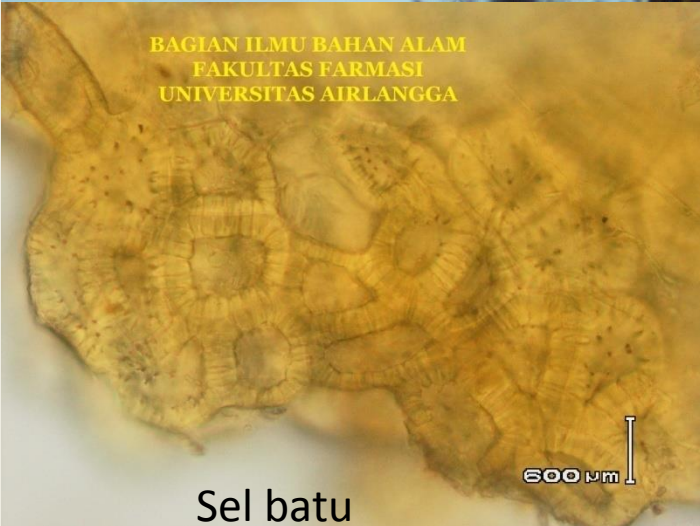 BAGIAN ILMU BAHAN ALAM
FAKULTAS FARMASI
UNIVERSITAS AIRLANGGA
600 µm
Sel batu